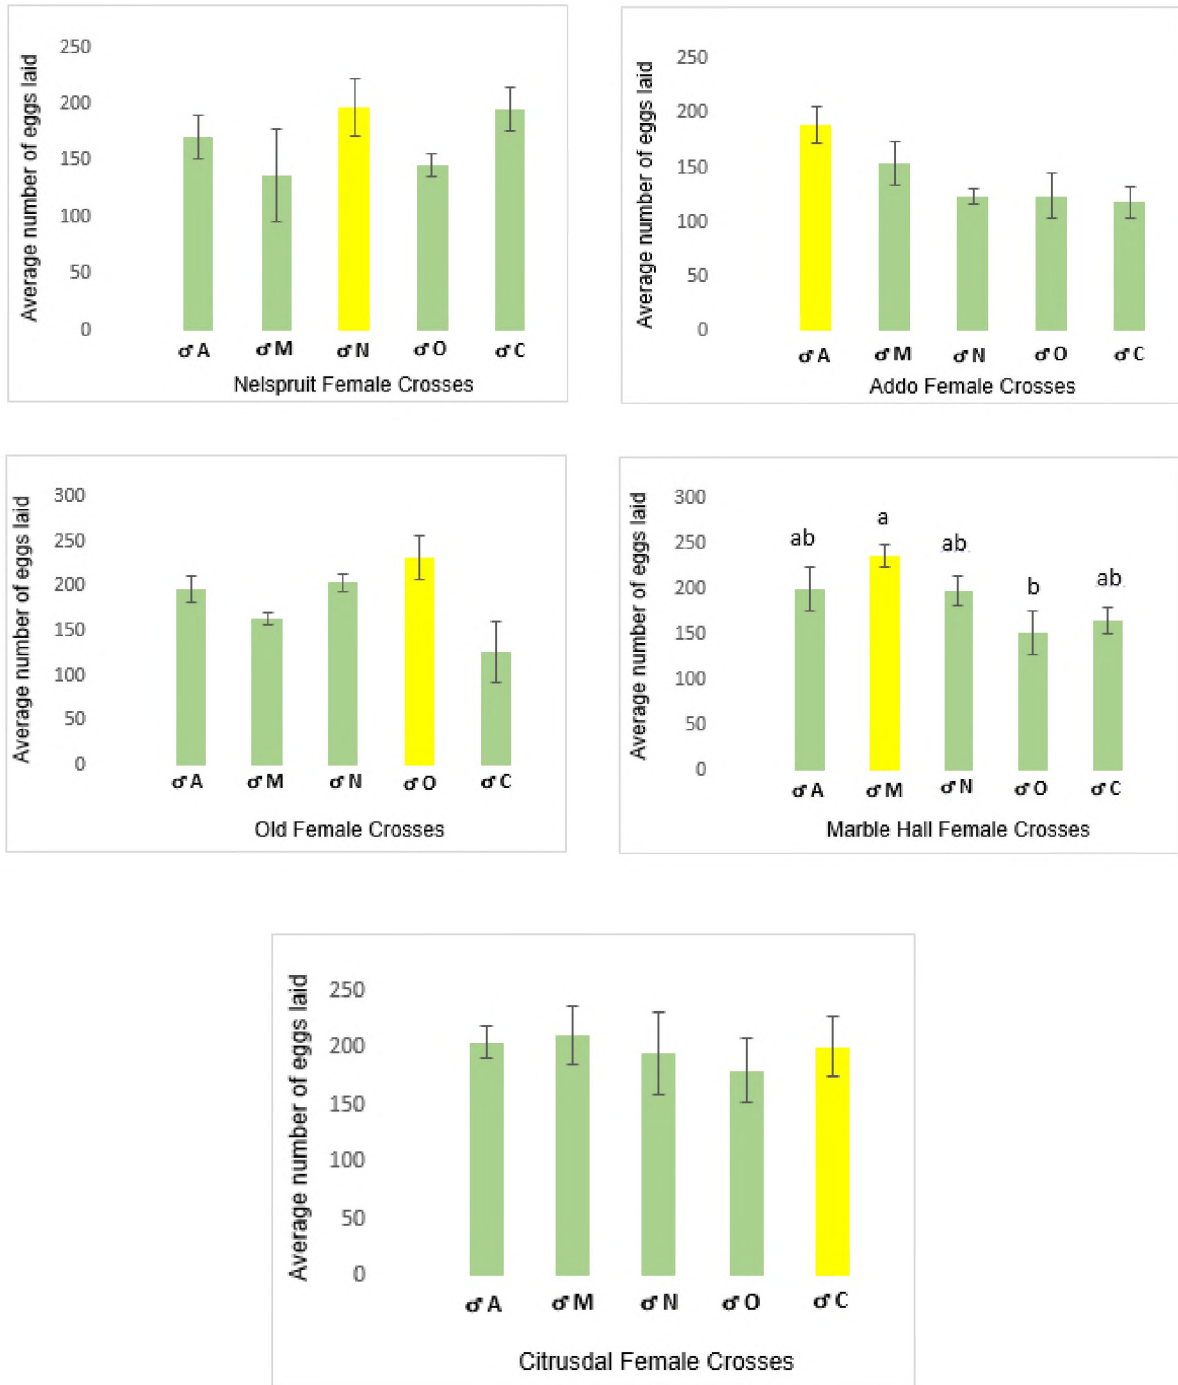 Average number of eggs laid
250
200
150
100
50
0
♂ A ♂ M ♂ N ♂ O ♂ C
Nelspruit Female Crosses
Average number of eggs laid
250
200
150
100
50
0
♂ A ♂ M ♂ N ♂ O ♂ C
Addo Female Crosses
Average number of eggs laid
300
250
200
150
100
50
0
♂ A ♂ M ♂ N ♂ O ♂ C
Old Female Crosses
Average number of eggs laid
300
250
200
150
100
50
0
ab a ab b ab
♂ A ♂ M ♂ N ♂ O ♂ C
Marble Hall Female Crosses
Average number of eggs laid
250
200
150
100
50
0
♂ A ♂ M ♂ N ♂ O ♂ C
Citrusdal Female Crosses